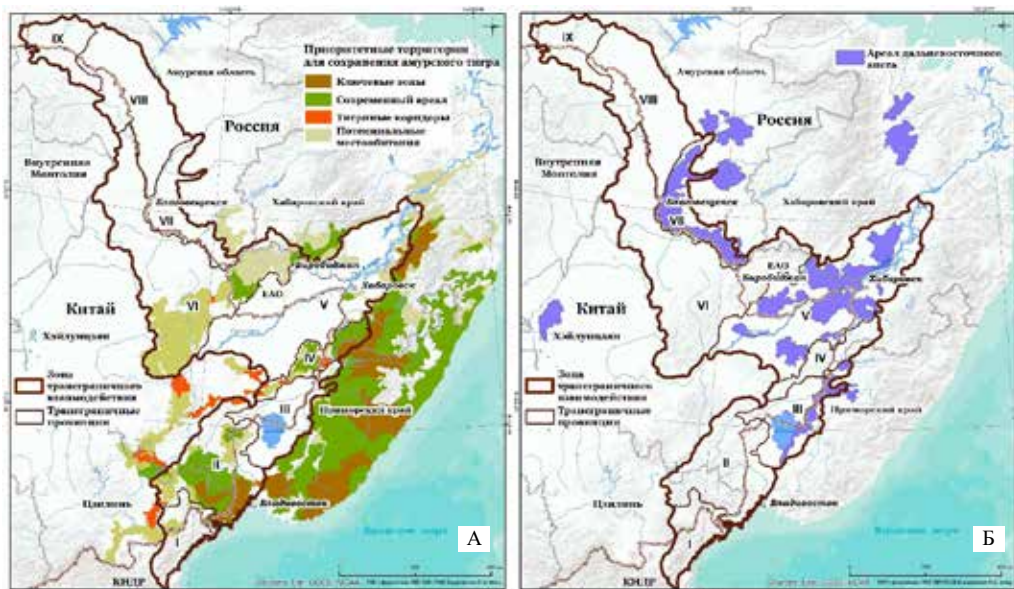 IX
Амурская область
Приоритетные территории
для сохранения амурского тигра
Ключевые зоны
Современный ареал
Тигриные коридоры
Потенциальные
местообитания
VIII
Россия
Внутренняя
Монголия
Благовещенск
Хабаровский край
VII
Биробиджан
ЕАО
Хабаровск
Китай
VI
V
Хэйлунцзян
IV
Зона
трансграничного
взаимодействия
Трансграничные
провинции
III
Приморский край
II
Цзилинь
Владивосток
I
А
КНДР
IX
Амурская область
Ареал дальневосточного
аиста
VIII
Россия
Внутренняя
Монголия
Благовещенск
Хабаровский край
VII
ЕАО
Биробиджан
Хабаровск
Китай
VI
V
Хэйлунцзян
IV
Зона
трансграничного
взаимодействия
Трансграничные
провинции
III
Приморский край
II
Цзилинь
Владивосток
I
Б
КНДР